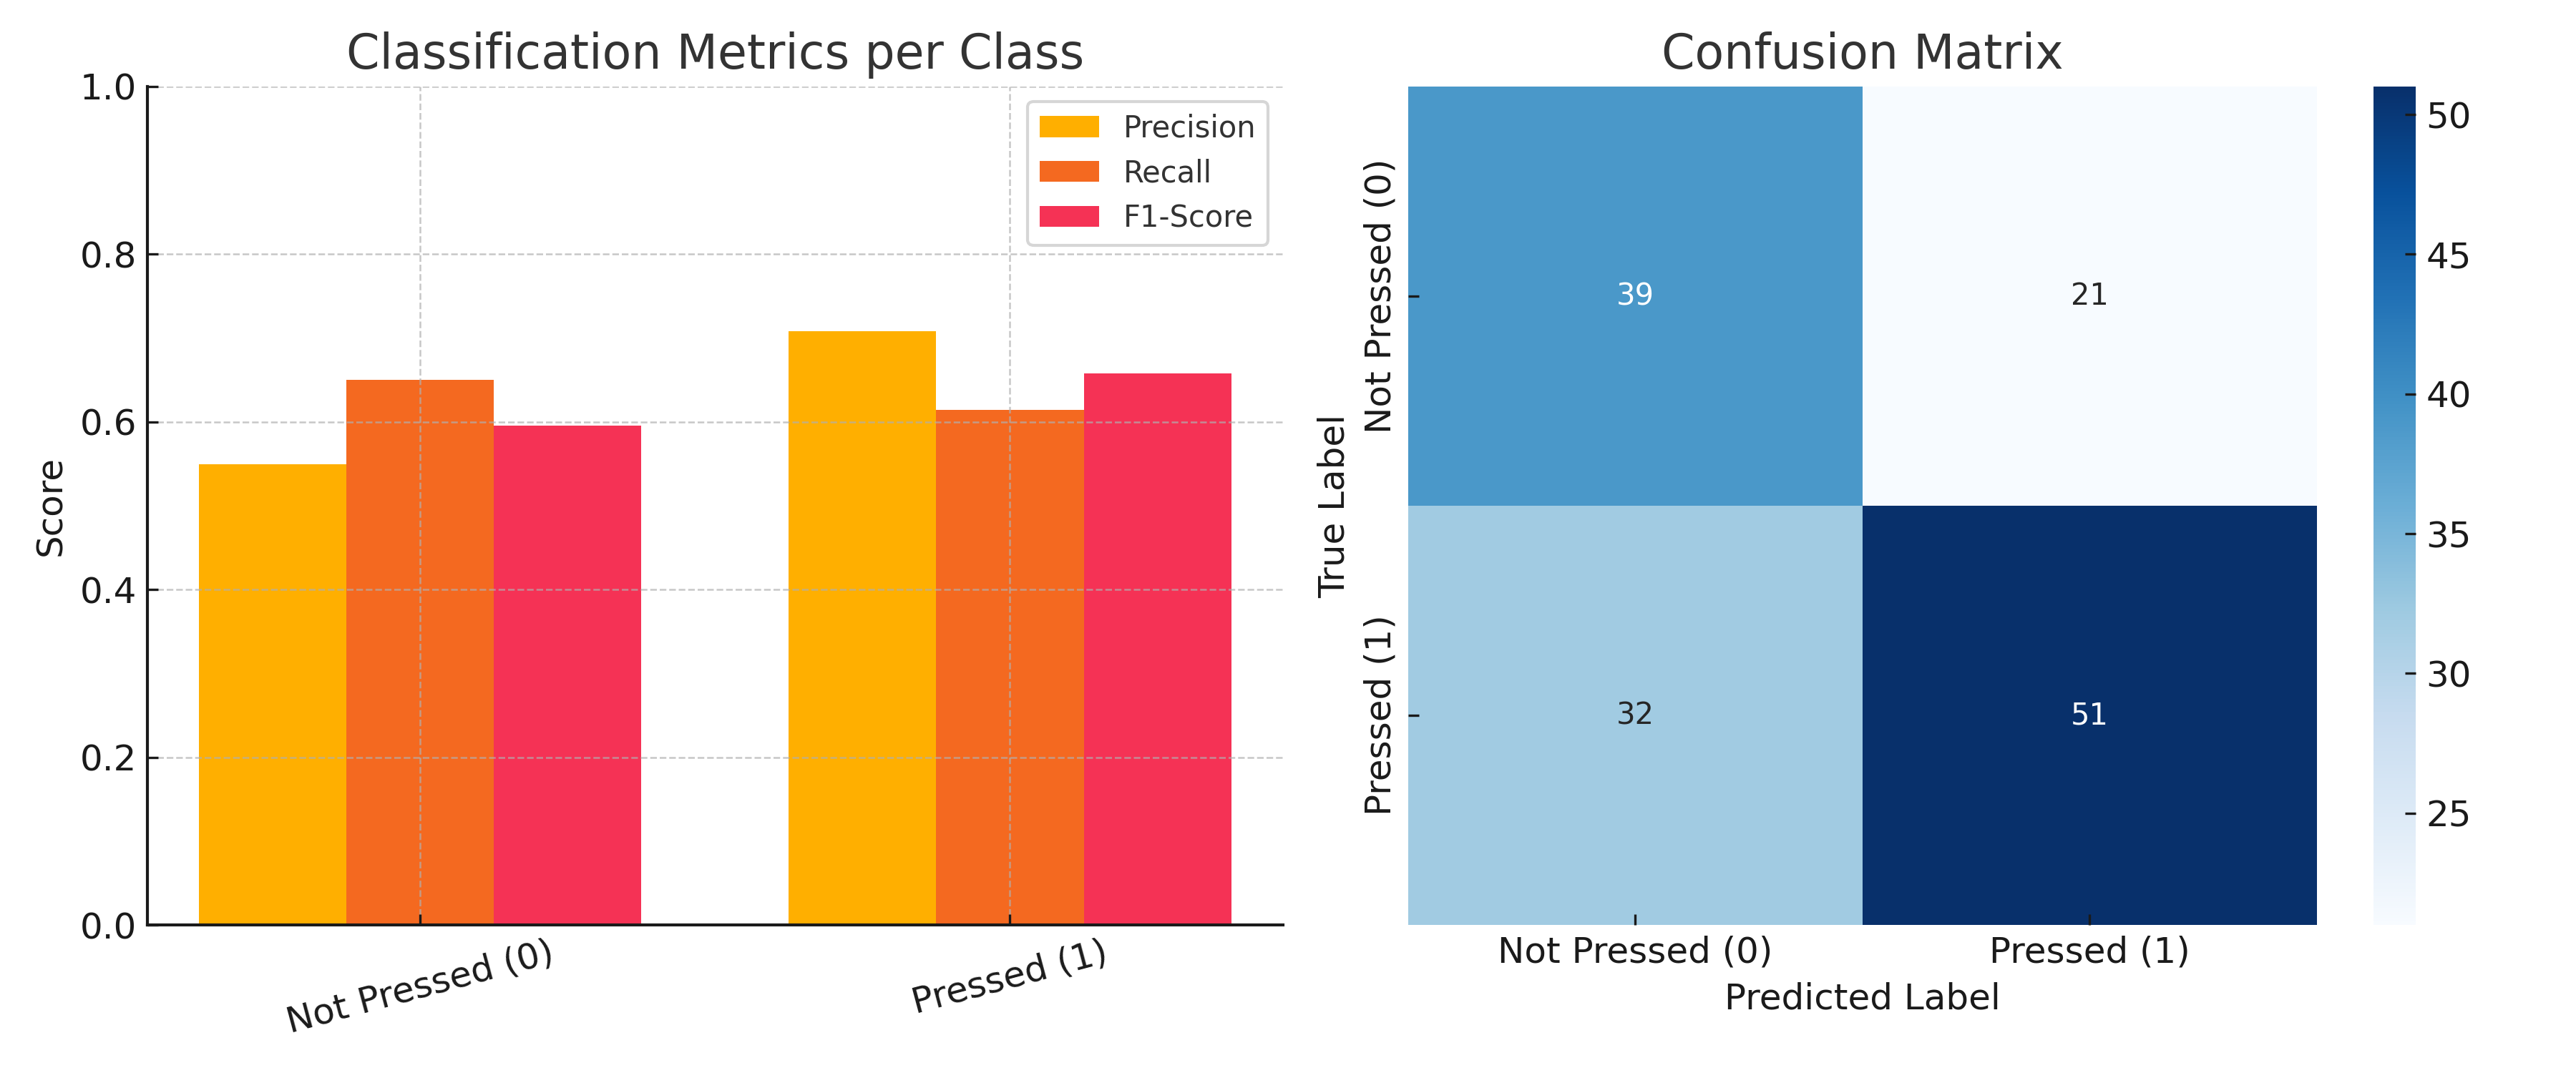 Classification Metrics per Class
1.0
0.8
0.6
0.4
0.2
0.0
Score
Precision
Recall
F1-Score
Not Pressed (0)
Pressed (1)
Confusion Matrix
True Label
Not Pressed (0)
Pressed (1)
39
21
32
51
Not Pressed (0)
Pressed (1)
Predicted Label
50
45
40
35
30
25